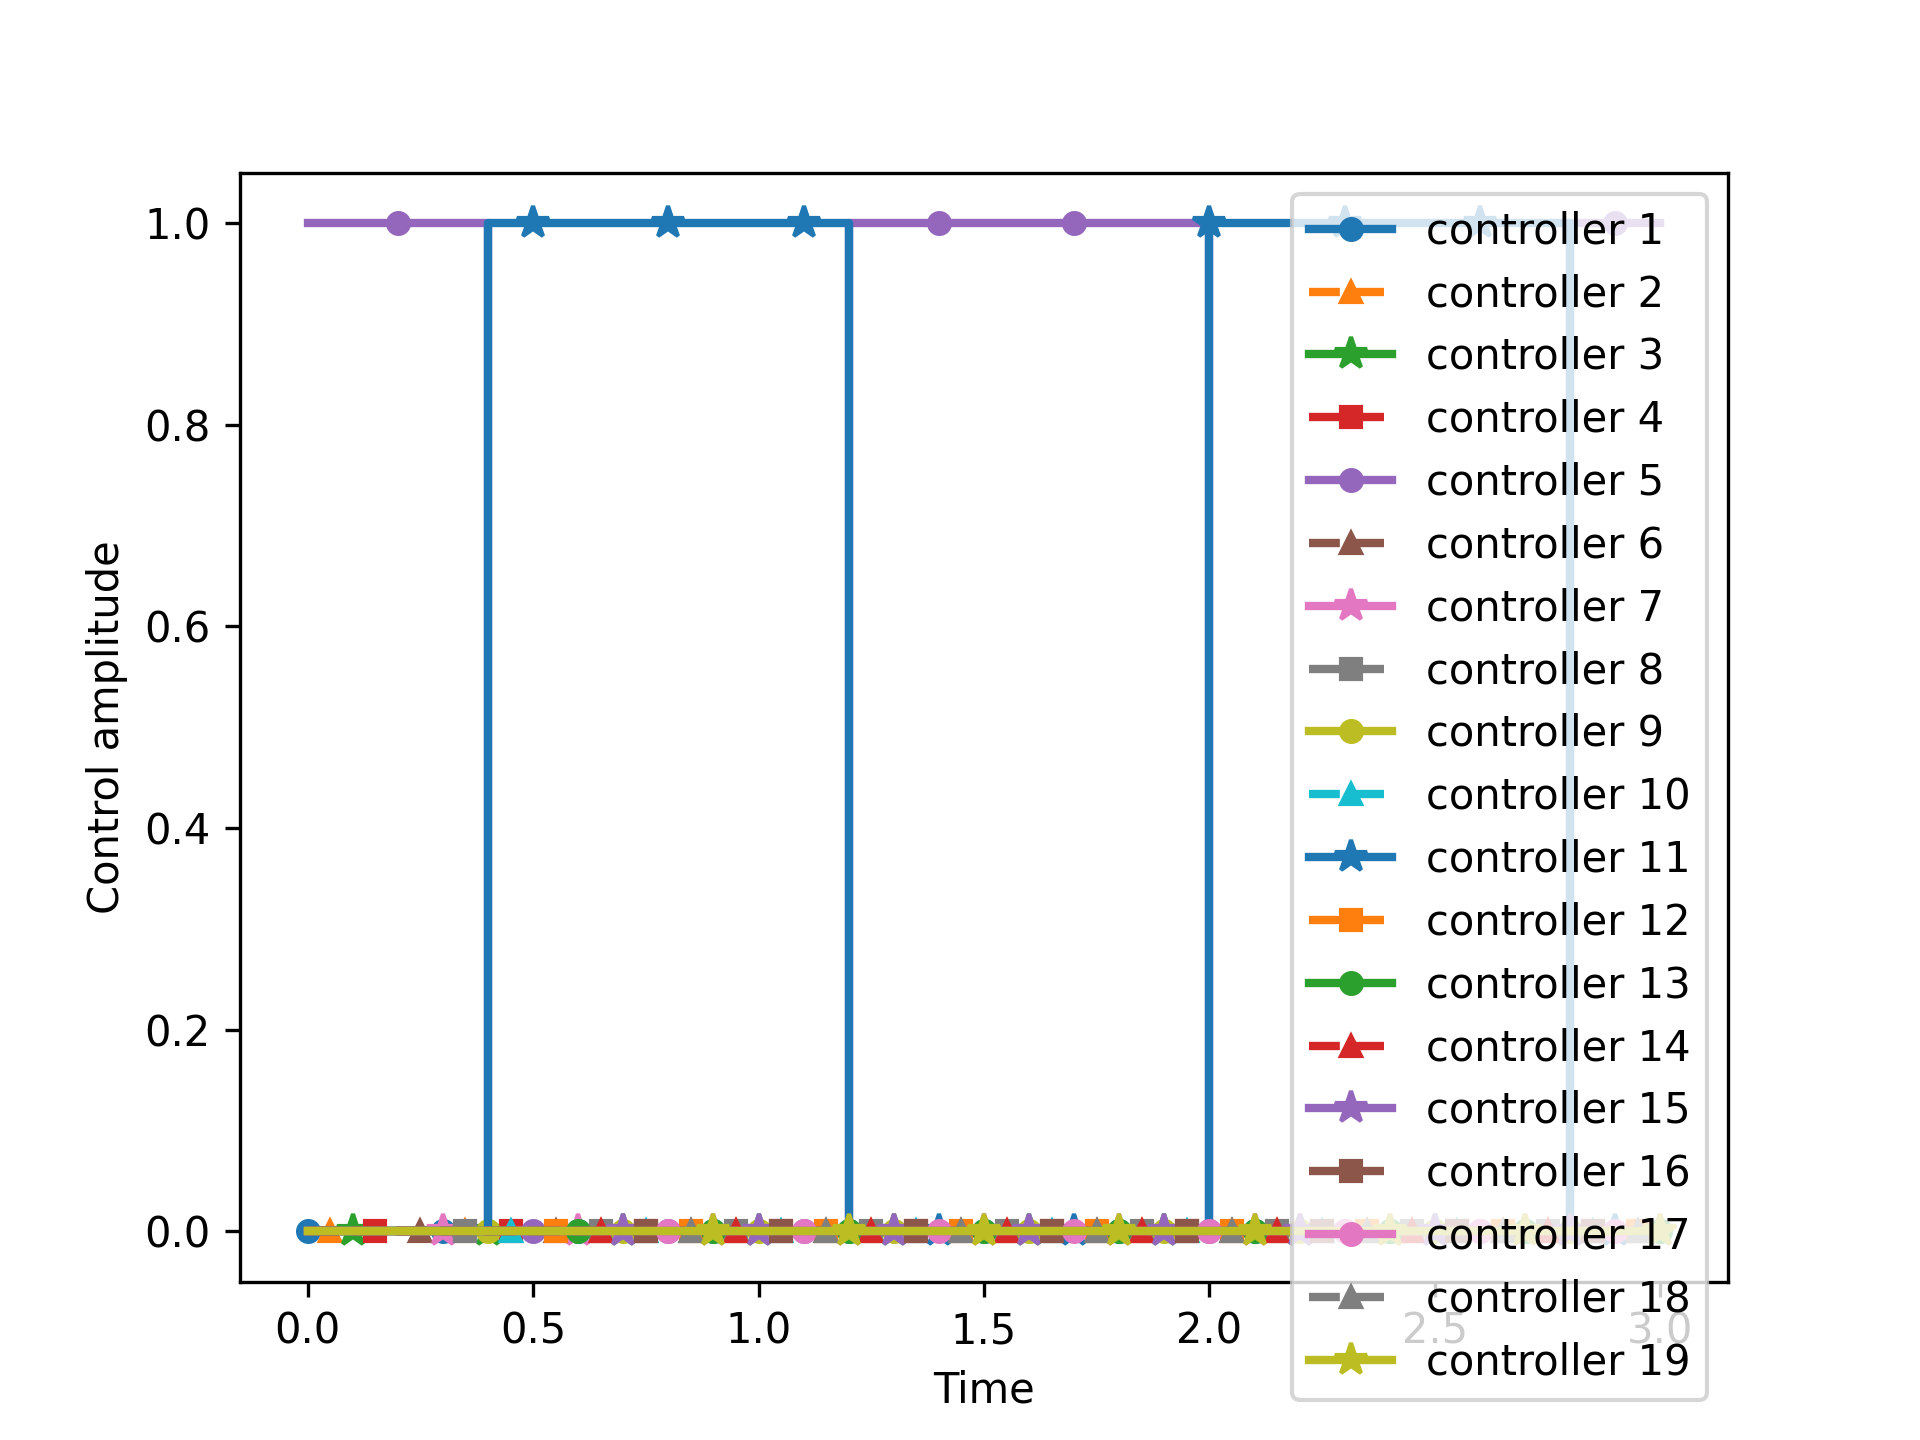 Control amplitude
1.0
0.8
0.6
0.4
0.2
0.0
0.0 0.5 1.0 1.5 2.0 2.5 3.0
Time
controller 1
controller 2
controller 3
controller 4
controller 5
controller 6
controller 7
controller 8
controller 9
controller 10
controller 11
controller 12
controller 13
controller 14
controller 15
controller 16
controller 17
controller 18
controller 19